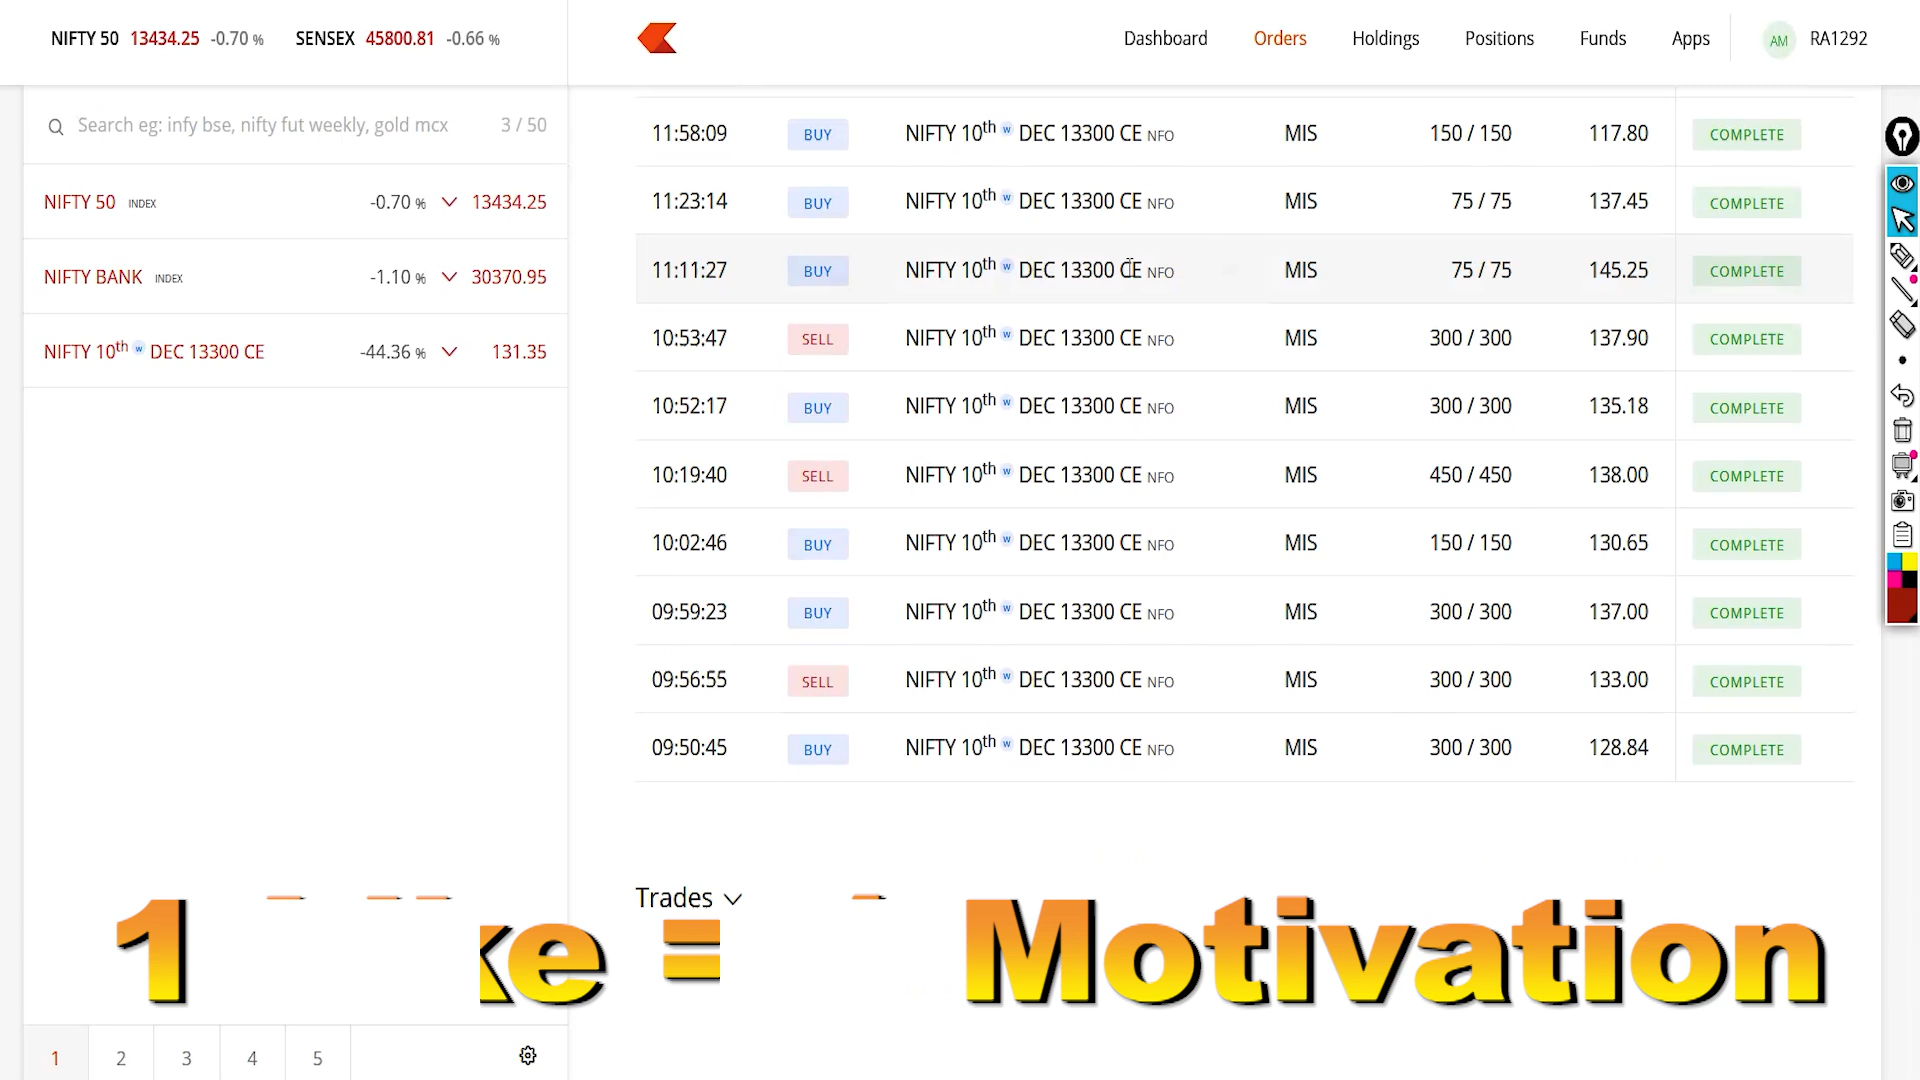 NIFTY 50 13434.25 -0.70 % SENSEX 45800.81 -0.66 %
Dashboard Orders Holdings Positions Funds Apps AM RA1292
Search eg: infy bse, nifty fut weekly, gold mcx 3 / 50
NIFTY 50 INDEX -0.70 % 13434.25
NIFTY BANK INDEX -1.10 % 30370.95
NIFTY 10th w DEC 13300 CE -44.36 % 131.35
11:58:09 BUY NIFTY 10th w DEC 13300 CE NFO MIS 150 / 150 117.80 COMPLETE
11:23:14 BUY NIFTY 10th w DEC 13300 CE NFO MIS 75 / 75 137.45 COMPLETE
11:11:27 BUY NIFTY 10th w DEC 13300 CE NFO MIS 75 / 75 145.25 COMPLETE
10:53:47 SELL NIFTY 10th w DEC 13300 CE NFO MIS 300 / 300 137.90 COMPLETE
10:52:17 BUY NIFTY 10th w DEC 13300 CE NFO MIS 300 / 300 135.18 COMPLETE
10:19:40 SELL NIFTY 10th w DEC 13300 CE NFO MIS 450 / 450 138.00 COMPLETE
10:02:46 BUY NIFTY 10th w DEC 13300 CE NFO MIS 150 / 150 130.65 COMPLETE
09:59:23 BUY NIFTY 10th w DEC 13300 CE NFO MIS 300 / 300 137.00 COMPLETE
09:56:55 SELL NIFTY 10th w DEC 13300 CE NFO MIS 300 / 300 133.00 COMPLETE
09:50:45 BUY NIFTY 10th w DEC 13300 CE NFO MIS 300 / 300 128.84 COMPLETE
Trades
1 ke = Motivation
1 2 3 4 5